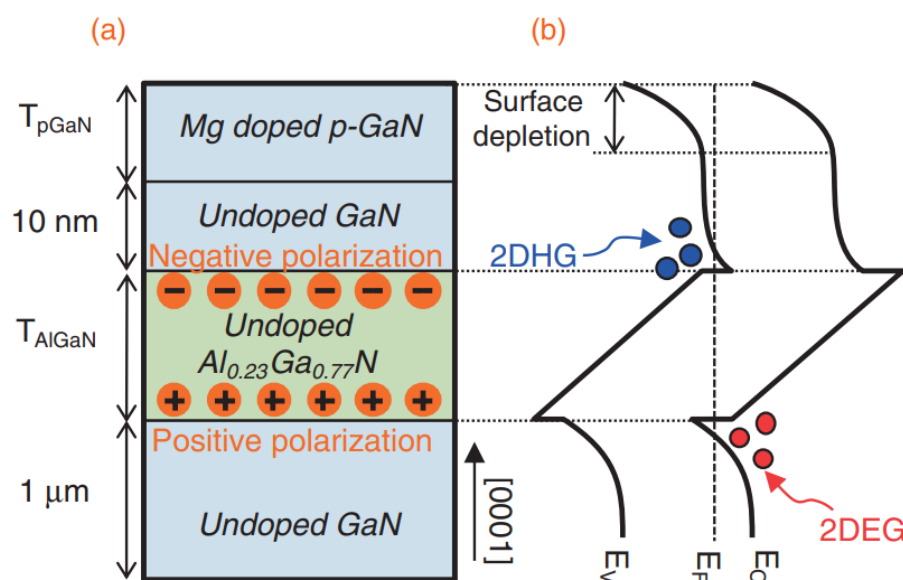 (a)
(b)
T_pGaN
Mg doped p-GaN
Surface
depletion
10 nm
Undoped GaN
Negative polarization
2DHG
− − − − − −
T_AlGaN
Undoped
Al0.23Ga0.77N
+ + + + + +
Positive polarization
1 μm
Undoped GaN
[0001]
2DEG
E_V
E_F
E_C